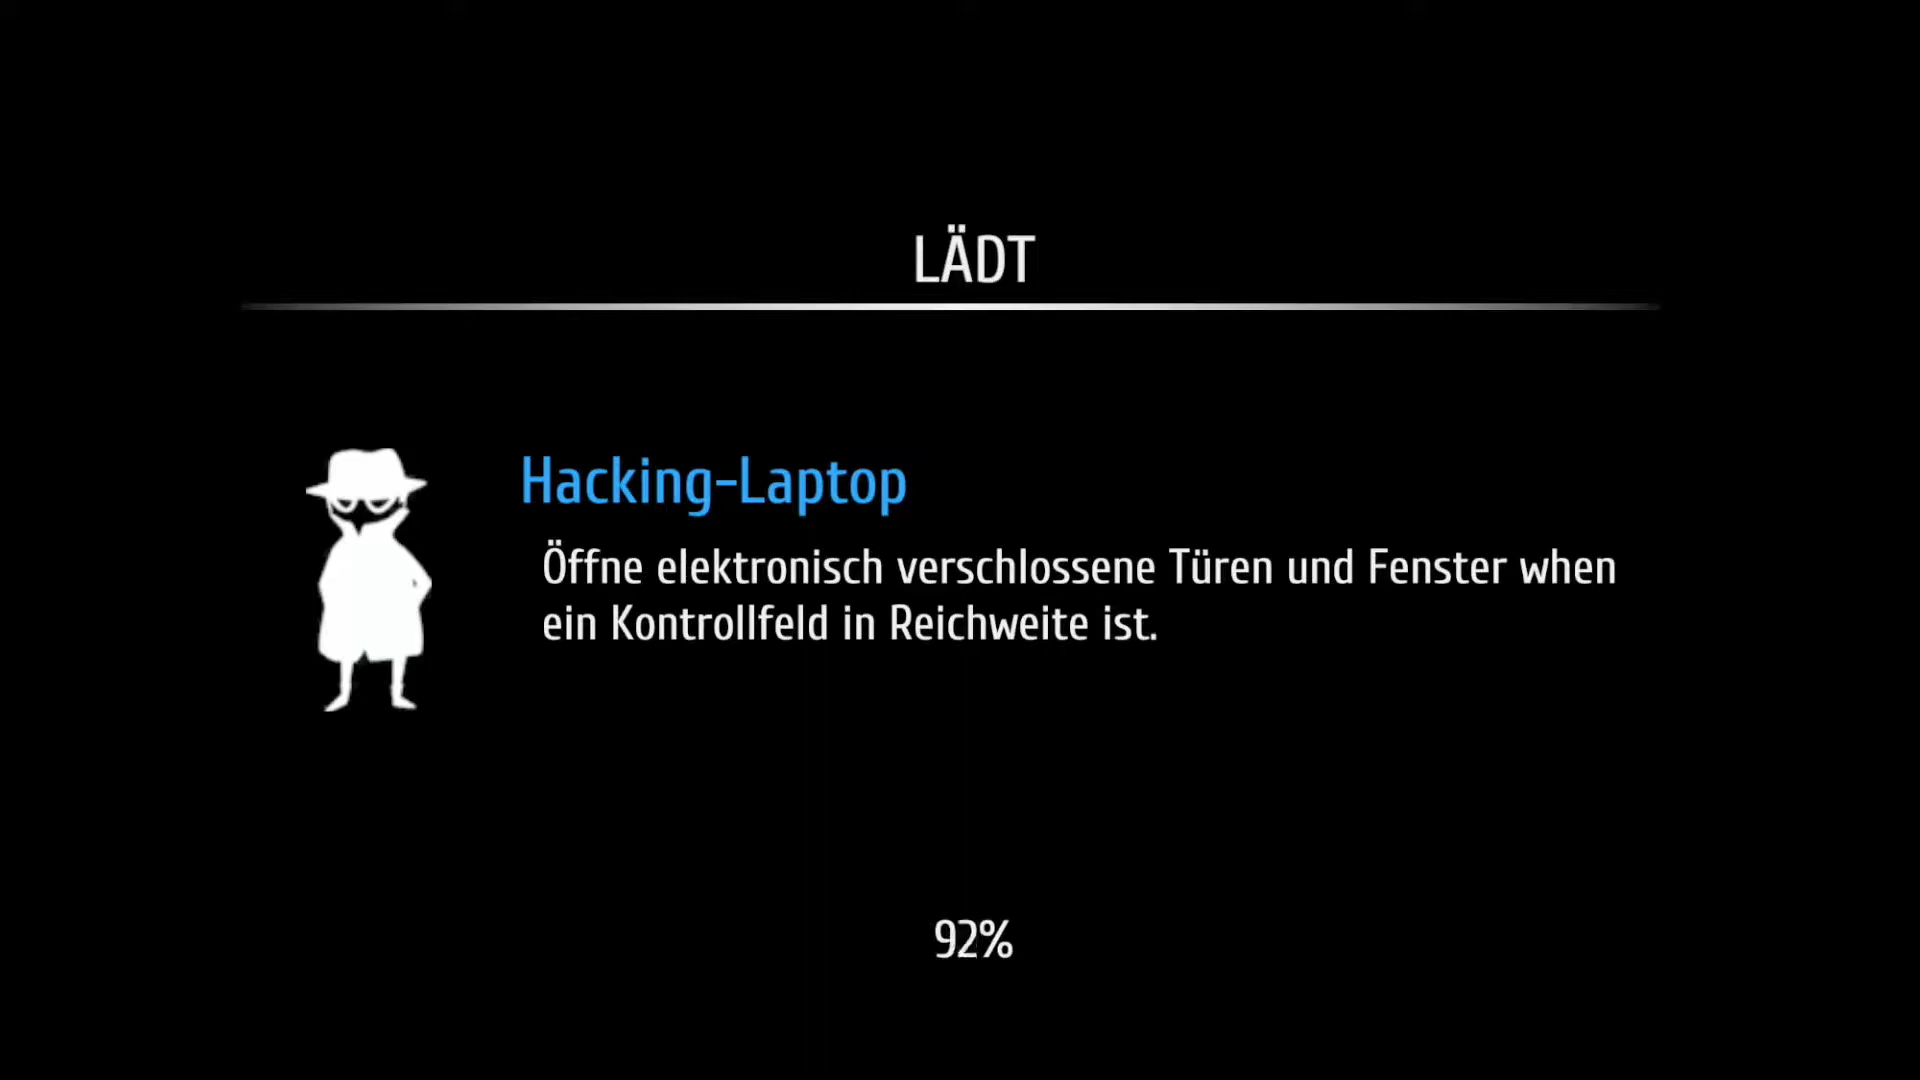 LÄDT
Hacking-Laptop
Öffne elektronisch verschlossene Türen und Fenster when
ein Kontrollfeld in Reichweite ist.
92%